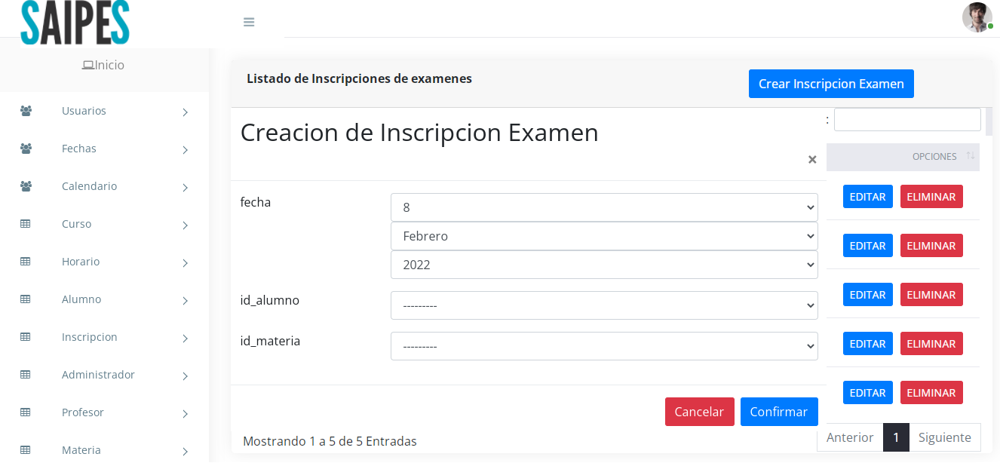 SAIPES
Inicio
Usuarios
Fechas
Calendario
Curso
Horario
Alumno
Inscripcion
Administrador
Profesor
Materia
Listado de Inscripciones de examenes
Crear Inscripcion Examen
Creacion de Inscripcion Examen
×
:
OPCIONES
fecha
8
Febrero
2022
id_alumno
---------
id_materia
---------
Cancelar Confirmar
EDITAR ELIMINAR
EDITAR ELIMINAR
EDITAR ELIMINAR
EDITAR ELIMINAR
EDITAR ELIMINAR
Mostrando 1 a 5 de 5 Entradas
Anterior 1 Siguiente